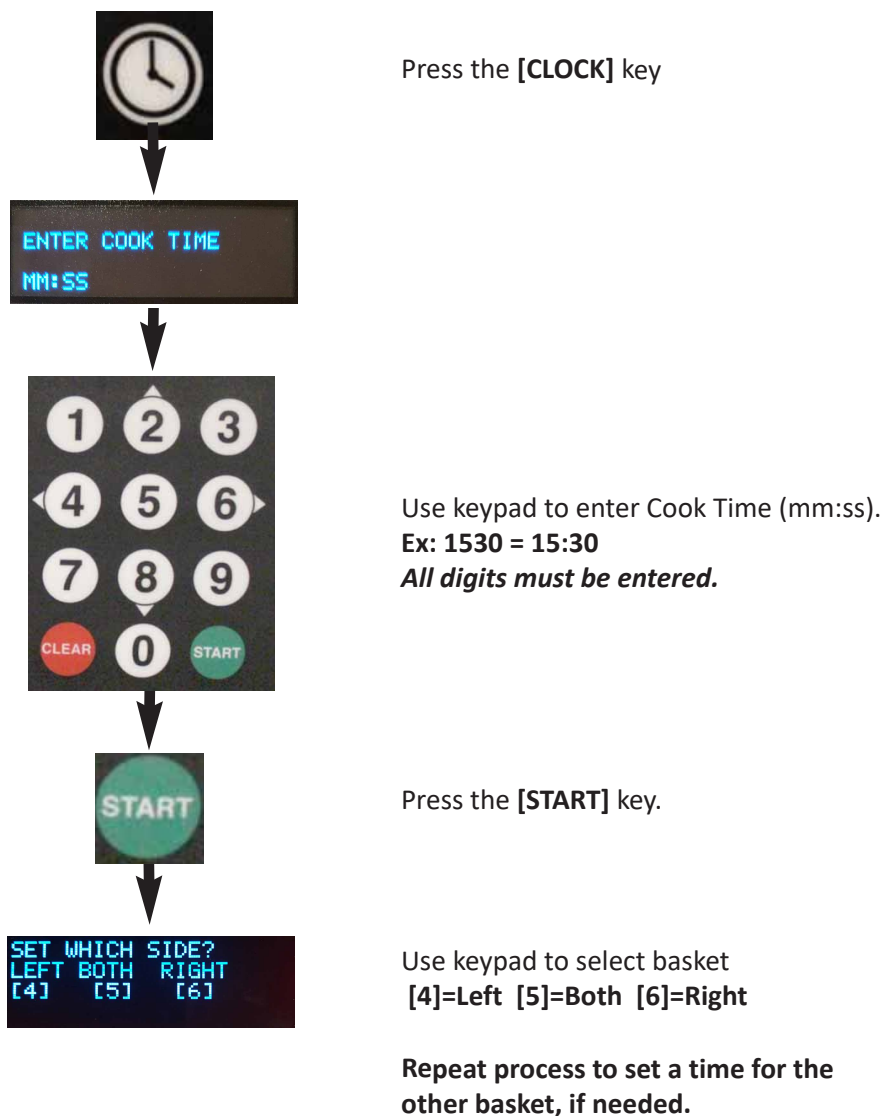 Press the [CLOCK] key
ENTER COOK TIME
MM:SS
1 2 3
4 5 6
7 8 9
CLEAR 0 START
Use keypad to enter Cook Time (mm:ss).
Ex: 1530 = 15:30
All digits must be entered.
START
Press the [START] key.
SET WHICH SIDE?
LEFT BOTH RIGHT
[4] [5] [6]
Use keypad to select basket
[4]=Left [5]=Both [6]=Right
Repeat process to set a time for the
other basket, if needed.